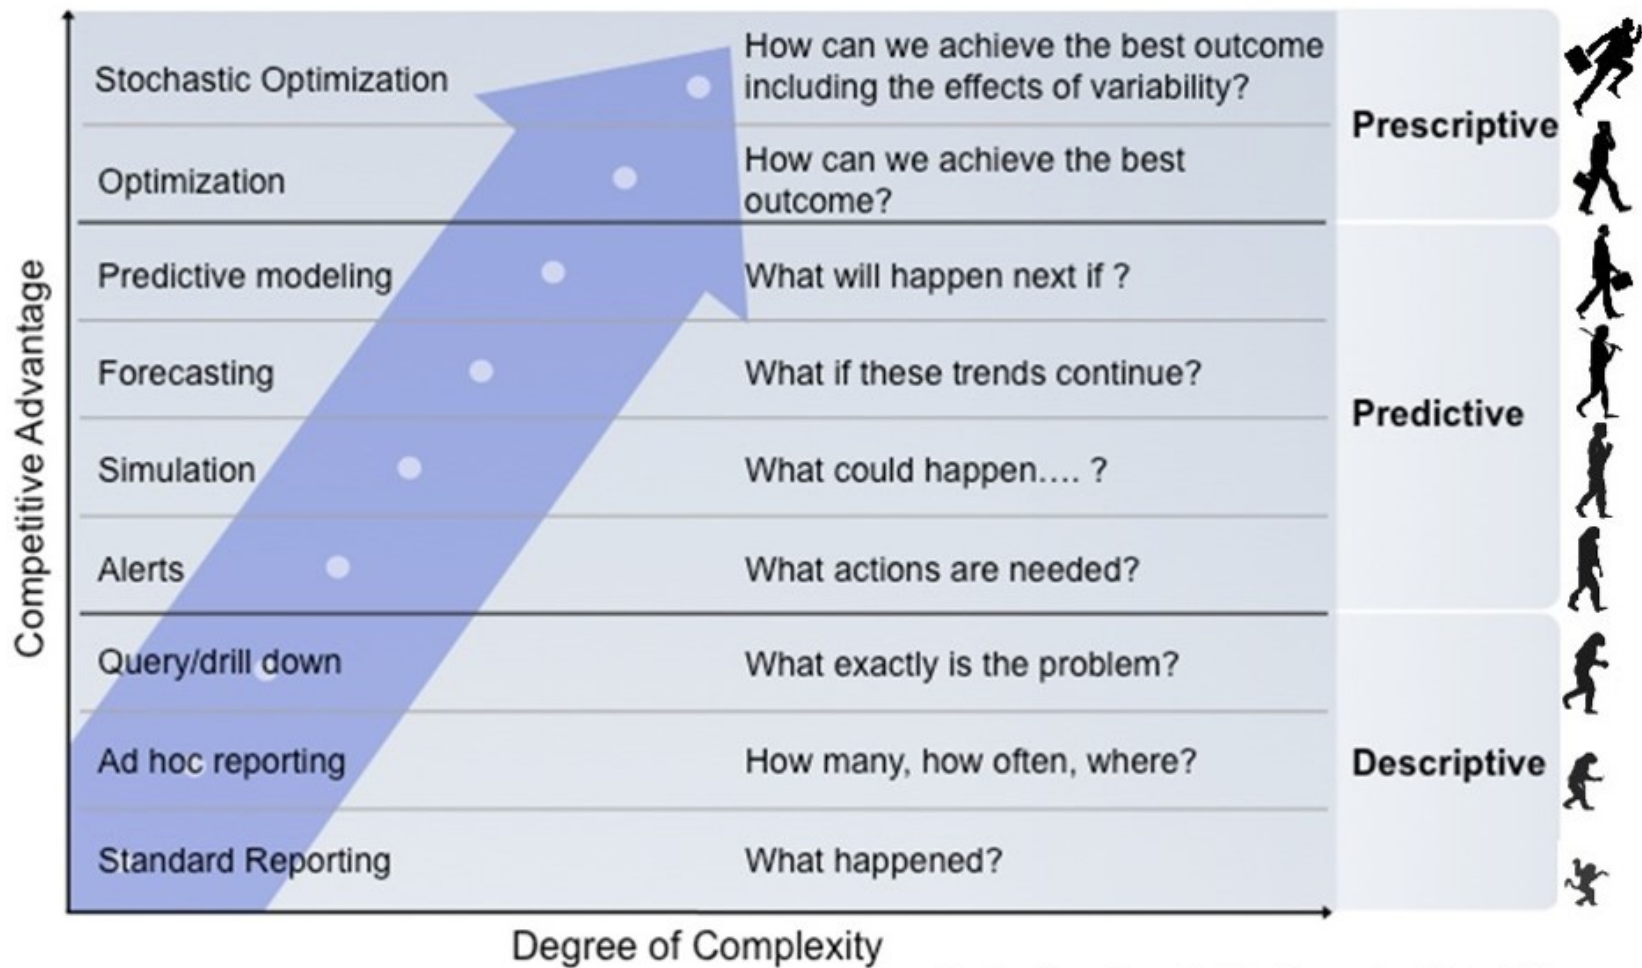 Stochastic Optimization
How can we achieve the best outcome
including the effects of variability?
Optimization
How can we achieve the best
outcome?
Prescriptive
Predictive modeling
What will happen next if ?
Forecasting
What if these trends continue?
Simulation
What could happen.... ?
Alerts
What actions are needed?
Predictive
Query/drill down
What exactly is the problem?
Ad hoc reporting
How many, how often, where?
Standard Reporting
What happened?
Descriptive
Competitive Advantage
Degree of Complexity